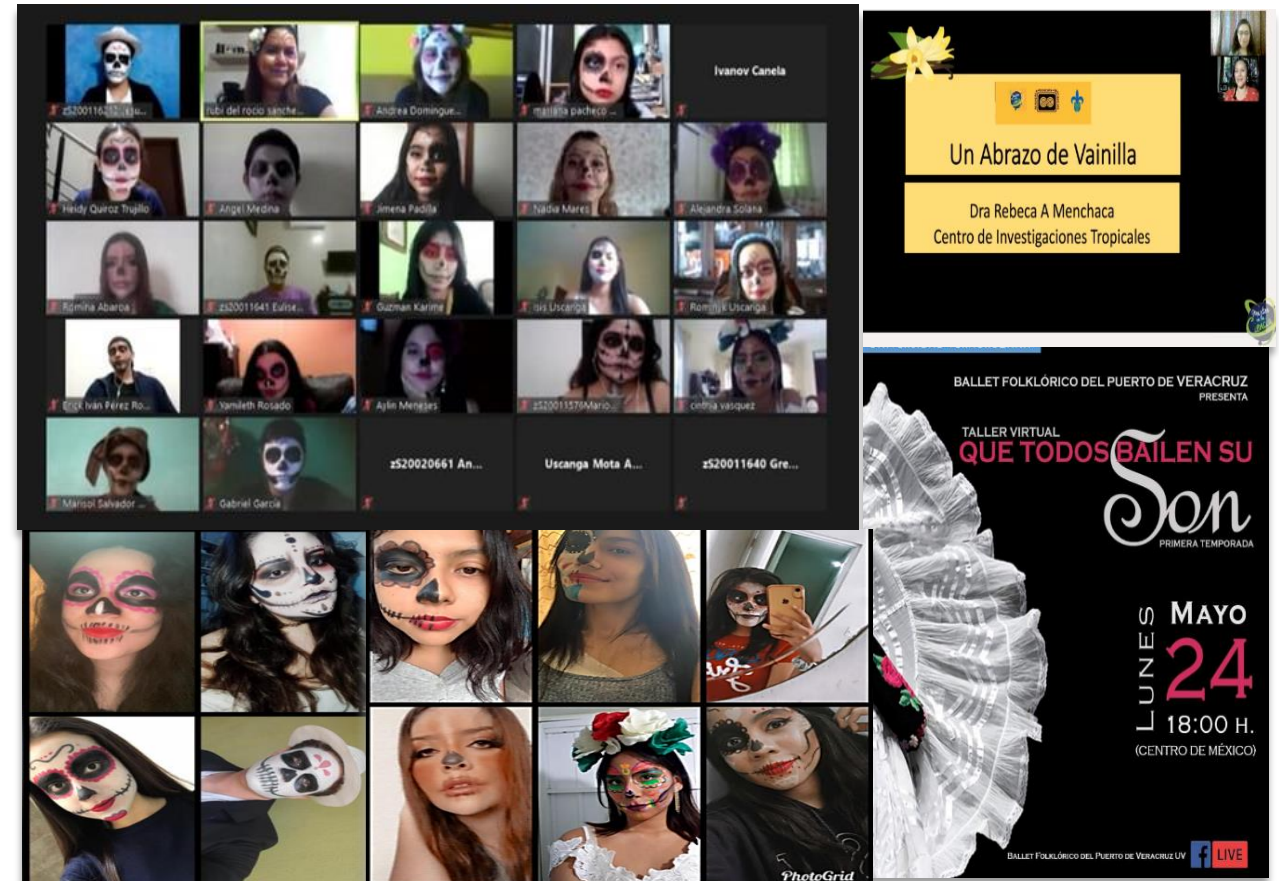 rubi del rocio sanche...
Andrea Domingue...
mariana pacheco ...
Ivanov Canela
Heidy Quiroz Trujillo
Angel Medina
Jimena Padilla
Nadia Mares
Alejandra Solana
Romina Abaroa
zS20011641 Eulise...
Guzman Karime
Uscanga
Romina Uscanga
Erick Ivan Pérez Ro...
Yamileth Rosado
Aylin Meneses
zS20011576Mario...
cinthia vasquez
Marisol Salvador ...
Gabriel Garcia
zS20020661 An...
Uscanga Mota A...
zS20011640 Gre...
Un Abrazo de Vainilla
Dra Rebeca A Menchaca
Centro de Investigaciones Tropicales
BALLET FOLKLÓRICO DEL PUERTO DE VERACRUZ
PRESENTA
TALLER VIRTUAL
QUE TODOS BAILEN SU
Son
PRIMERA TEMPORADA
LUNES
MAYO
24
18:00 H.
(CENTRO DE MÉXICO)
BALLET FOLKLÓRICO DEL PUERTO DE VERACRUZ UV
f LIVE
PhotoGrid